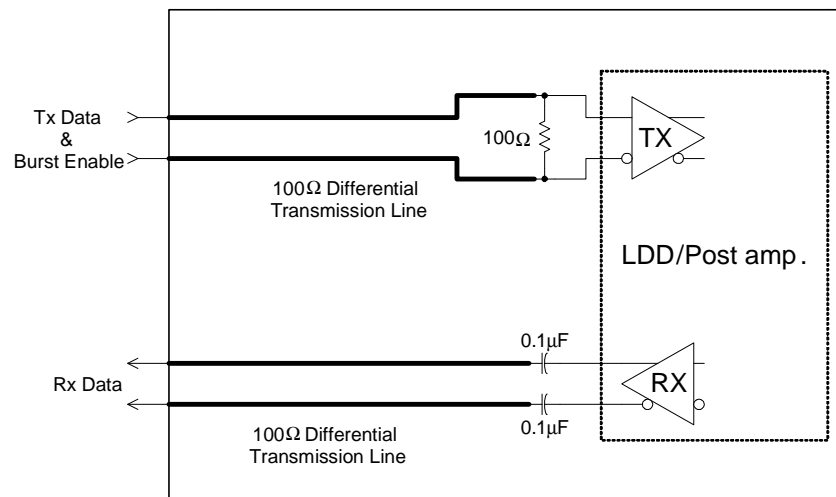 Tx Data
&
Burst Enable
100Ω
TX
100Ω Differential
Transmission Line
LDD/Post amp .
0.1µF
Rx Data
RX
0.1µF
100Ω Differential
Transmission Line